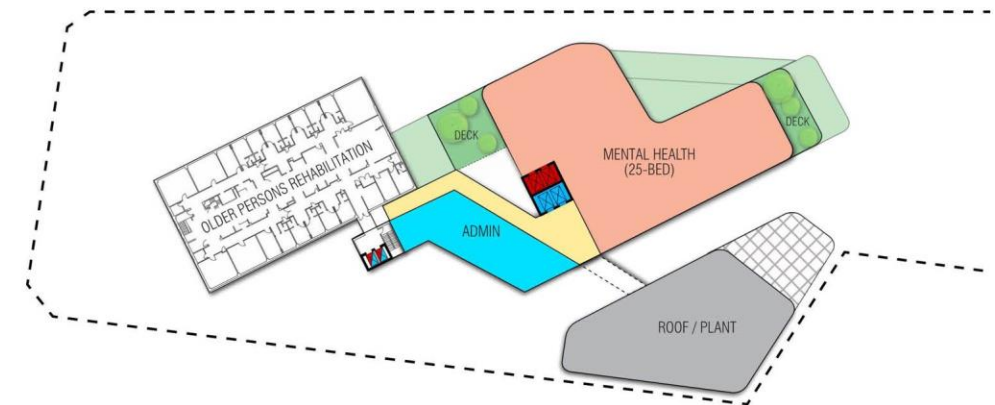 DECK
DECK
MENTAL HEALTH
(25-BED)
OLDER PERSONS REHABILITATION
ADMIN
ROOF / PLANT